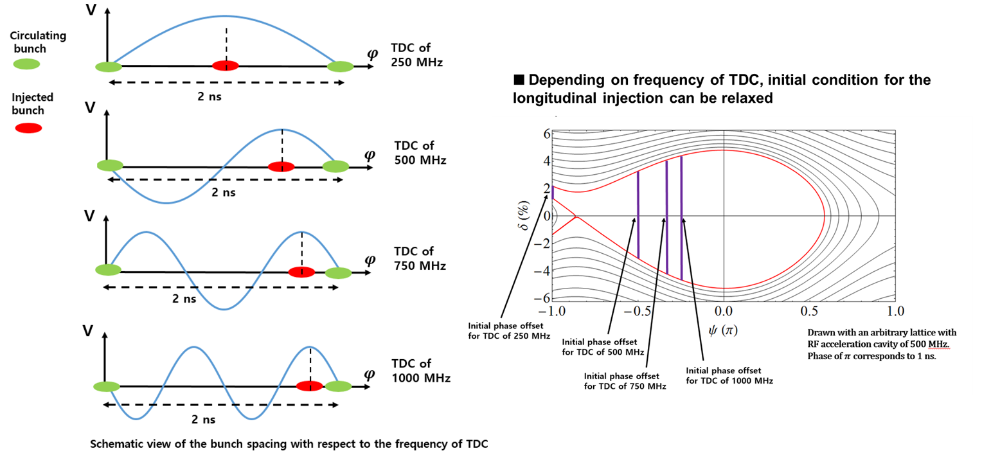 V
Circulating
bunch
φ
TDC of
250 MHz
2 ns
Injected
bunch
V
TDC of
500 MHz
φ
2 ns
V
TDC of
750 MHz
φ
2 ns
V
TDC of
1000 MHz
φ
2 ns
Schematic view of the bunch spacing with respect to the frequency of TDC
■ Depending on frequency of TDC, initial condition for the
longitudinal injection can be relaxed
6
4
2
0
−2
−4
−6
δ (%)
−1.0 −0.5 0.0 0.5 1.0
ψ (π)
Initial phase offset
for TDC of 250 MHz
Initial phase offset
for TDC of 500 MHz
Initial phase offset
for TDC of 750 MHz
Initial phase offset
for TDC of 1000 MHz
Drawn with an arbitrary lattice with
RF acceleration cavity of 500 MHz.
Phase of π corresponds to 1 ns.